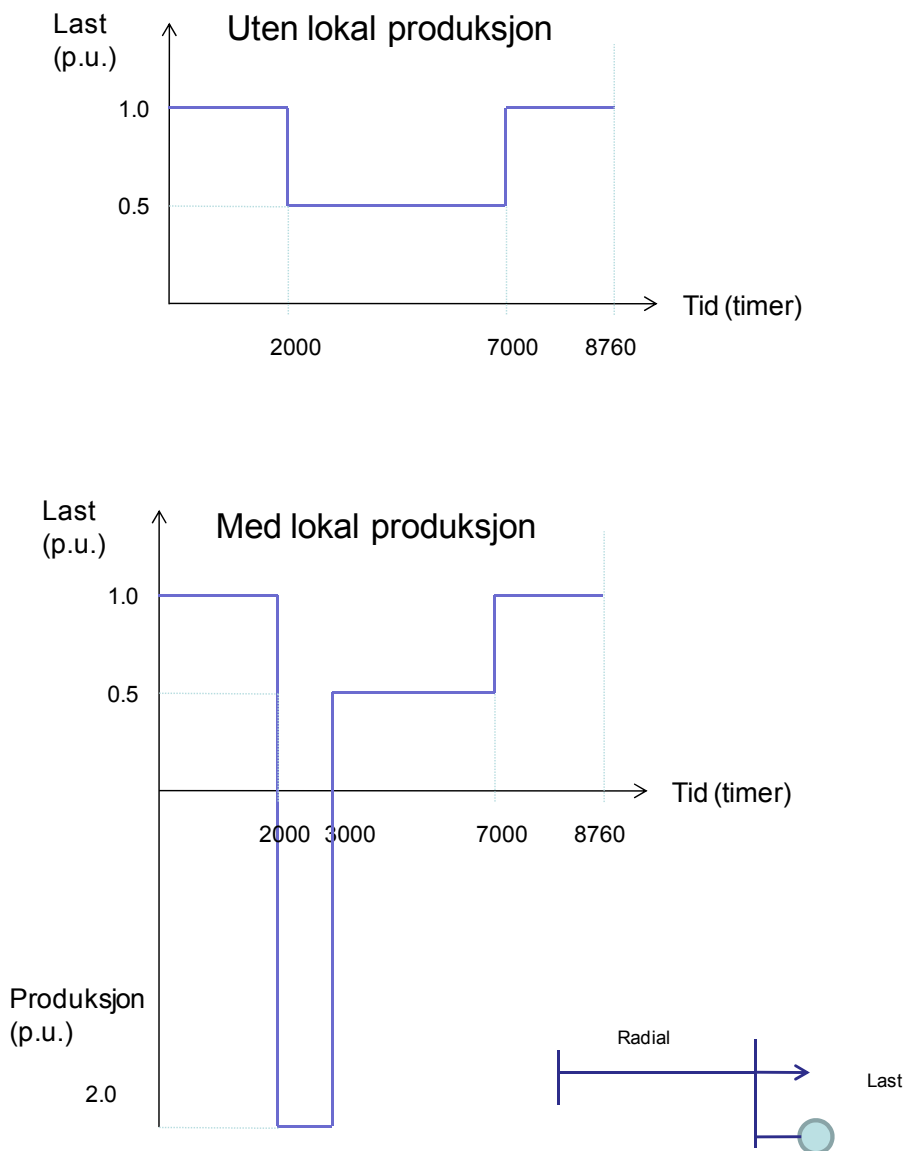 Last
(p.u.)
Uten lokal produksjon
1.0
0.5
Tid (timer)
2000 7000 8760
Last
(p.u.)
Med lokal produksjon
1.0
0.5
Tid (timer)
2000 3000 7000 8760
Produksjon
(p.u.)
2.0
Radial
Last